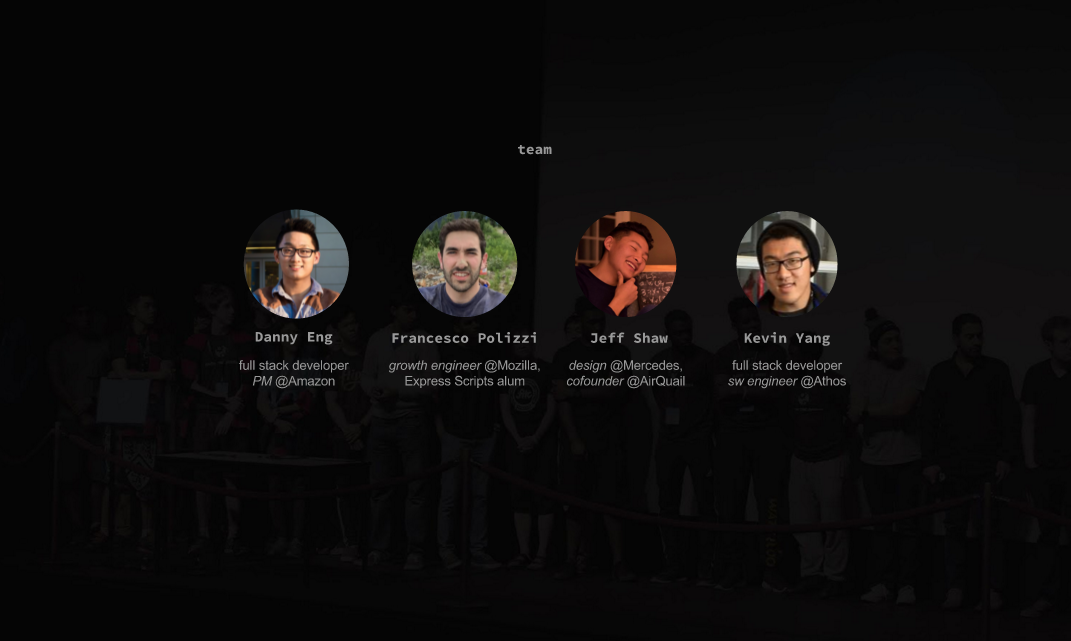 team
Danny Eng
full stack developer
PM @Amazon
Francesco Polizzi
growth engineer @Mozilla,
Express Scripts alum
Jeff Shaw
design @Mercedes,
cofounder @AirQuail
Kevin Yang
full stack developer
sw engineer @Athos